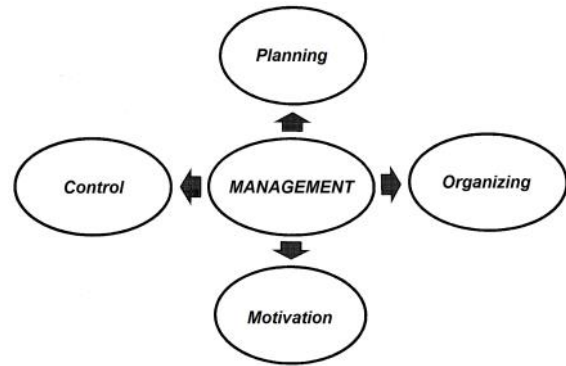 Planning
Control
MANAGEMENT
Organizing
Motivation